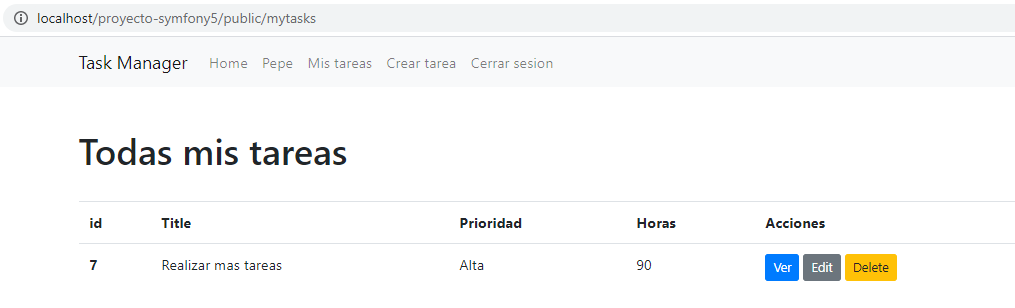 localhost/proyecto-symfony5/public/mytasks
Task Manager Home Pepe Mis tareas Crear tarea Cerrar sesion
Todas mis tareas
id Title Prioridad Horas Acciones
7 Realizar mas tareas Alta 90 Ver Edit Delete